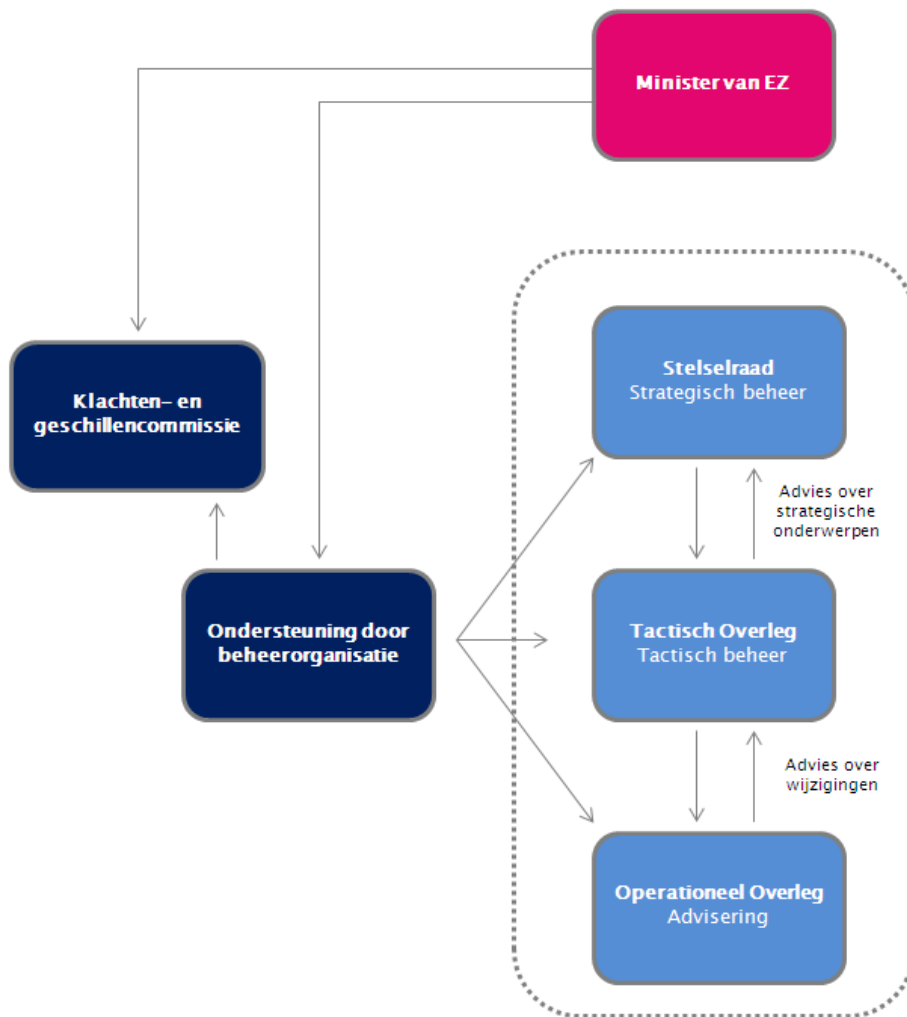 Minister van EZ
Klachten- en
geschillencommissie
Stelselraad
Strategisch beheer
Advies over
strategische
onderwerpen
Ondersteuning door
beheerorganisatie
Tactisch Overleg
Tactisch beheer
Advies over
wijzigingen
Operationeel Overleg
Advisering